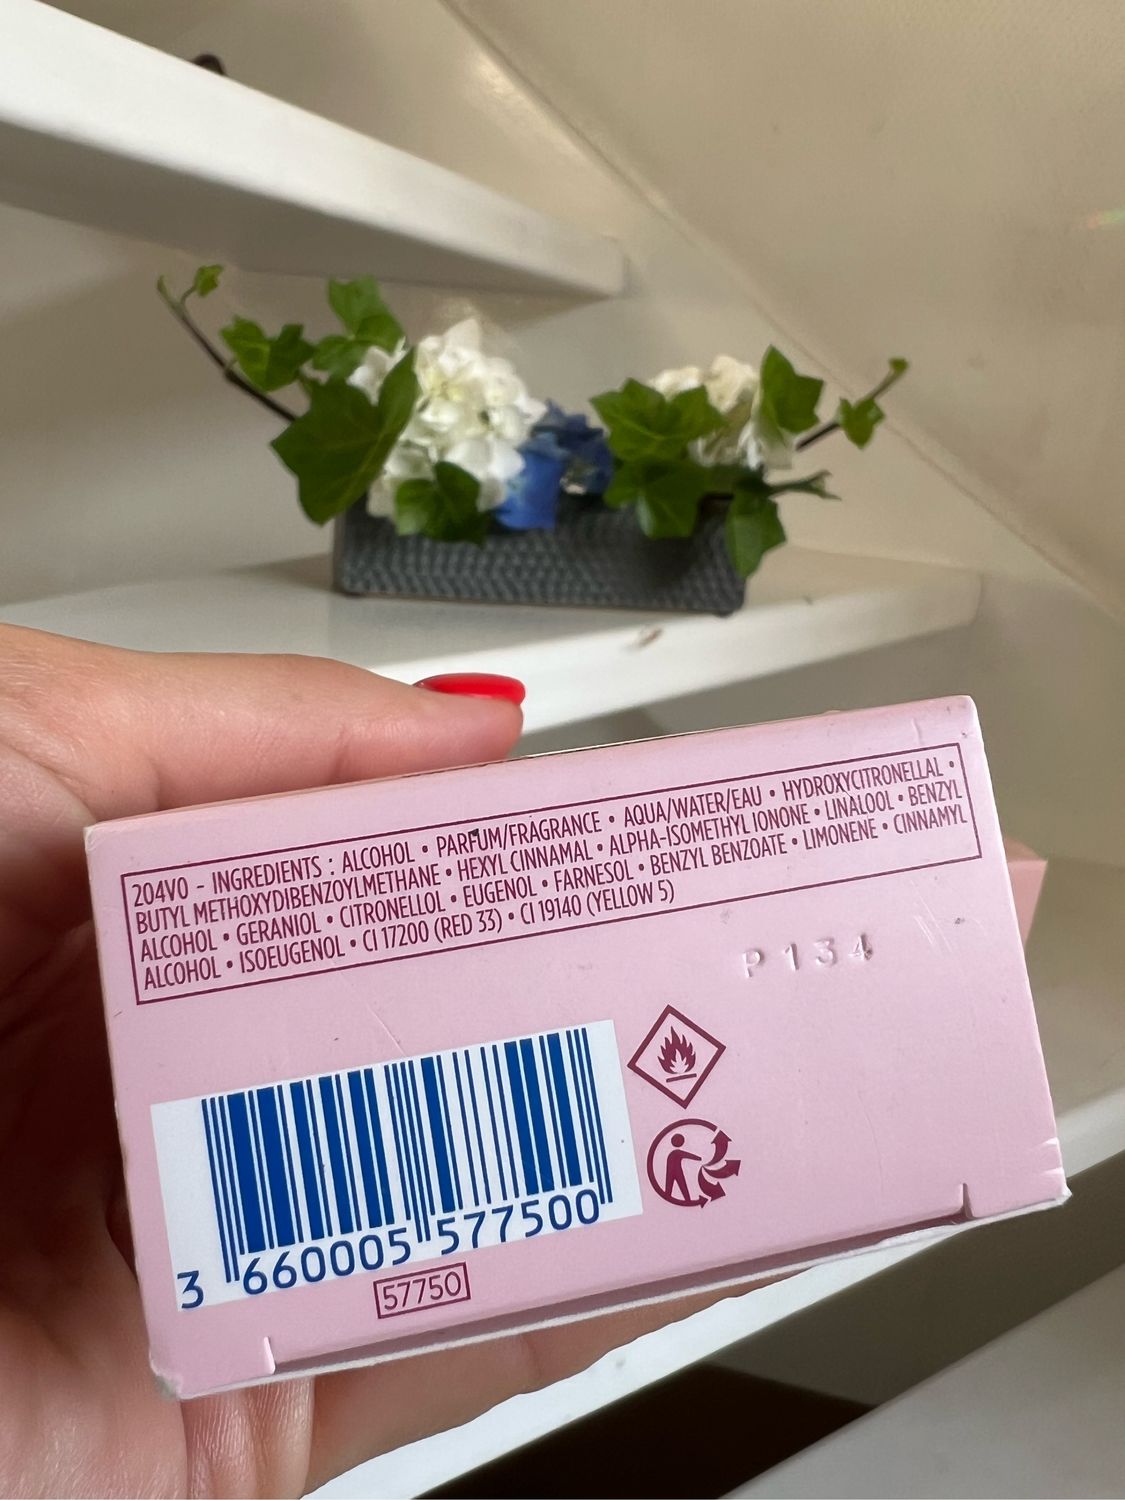 204V0 - INGREDIENTS : ALCOHOL • PARFUM/FRAGRANCE • AQUA/WATER/EAU • HYDROXYCITRONELLAL •
BUTYL METHOXYDIBENZOYLMETHANE • HEXYL CINNAMAL • ALPHA-ISOMETHYL IONONE • LINALOOL • BENZYL
ALCOHOL • GERANIOL • CITRONELLOL • EUGENOL • FARNESOL • BENZYL BENZOATE • LIMONENE • CINNAMYL
ALCOHOL • ISOEUGENOL • CI 17200 (RED 33) • CI 19140 (YELLOW 5)
P134
3 660005 577500
57750